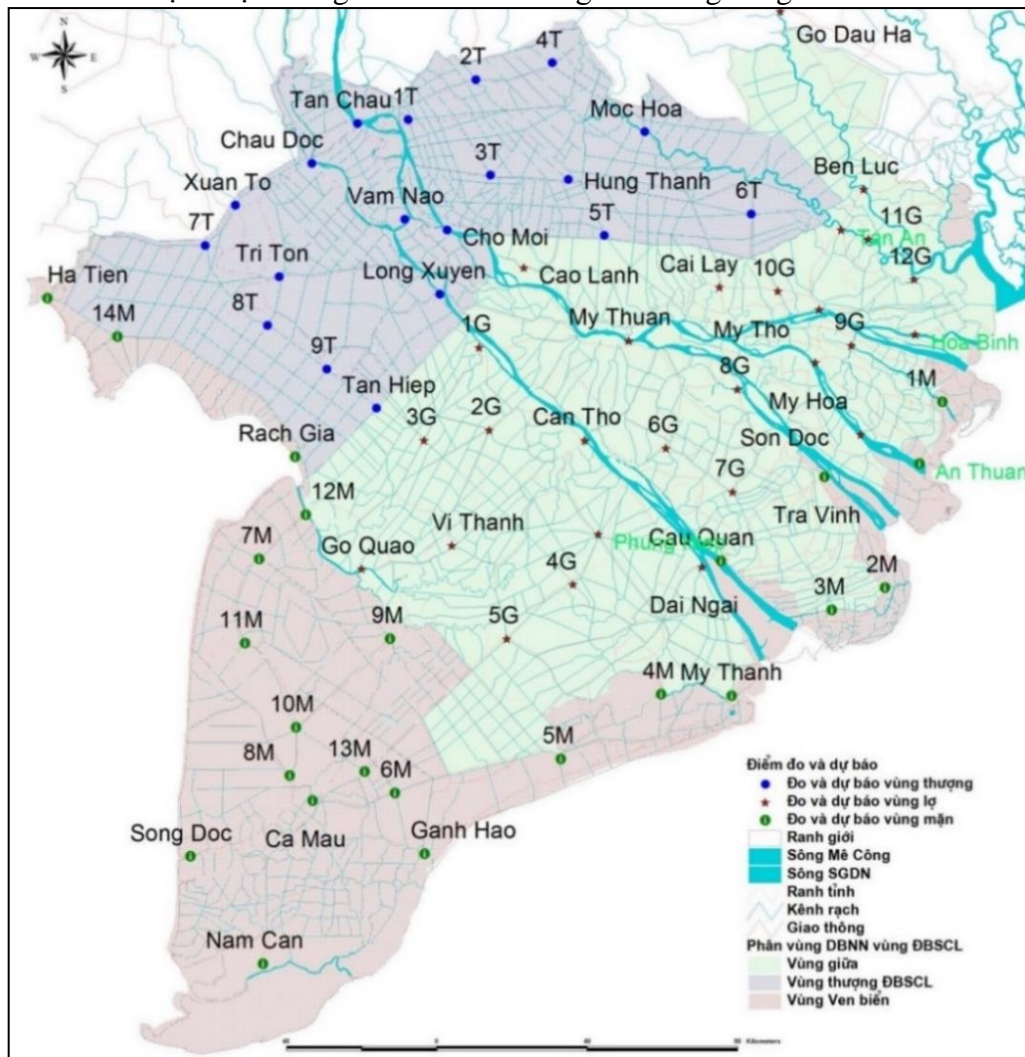 N
W E
S
Go Dau Ha
4T
2T
Tan Chau
1T
Moc Hoa
Chau Doc
3T
Hung Thanh
Ben Luc
Xuan To
Vam Nao
6T
7T
5T
11G
Tan An
Cho Moi
12G
Tri Ton
Long Xuyen
Cao Lanh
Cai Lay
10G
Ha Tien
14M
8T
1G
My Thuan
My Tho
9G
Hoa Binh
9T
8G
1M
Tan Hiep
3G
2G
Can Tho
6G
My Hoa
Rach Gia
Son Doc
7G
An Thuan
12M
Vi Thanh
Tra Vinh
7M
Go Quao
Cau Quan
4G
2M
3M
11M
9M
5G
Dai Ngai
4M
My Thanh
10M
5M
8M
13M
6M
Song Doc
Ca Mau
Ganh Hao
Nam Can
Điểm đo và dự báo
Đo và dự báo vùng thượng
Đo và dự báo vùng lợ
Đo và dự báo vùng mặn
Ranh giới
Sông Mê Công
Sông SGDN
Ranh tỉnh
Kênh rạch
Giao thông
Phân vùng DBNN vùng ĐBSCL
Vùng giữa
Vùng thượng ĐBSCL
Vùng Ven biển
40 0 40 80 Kilometers